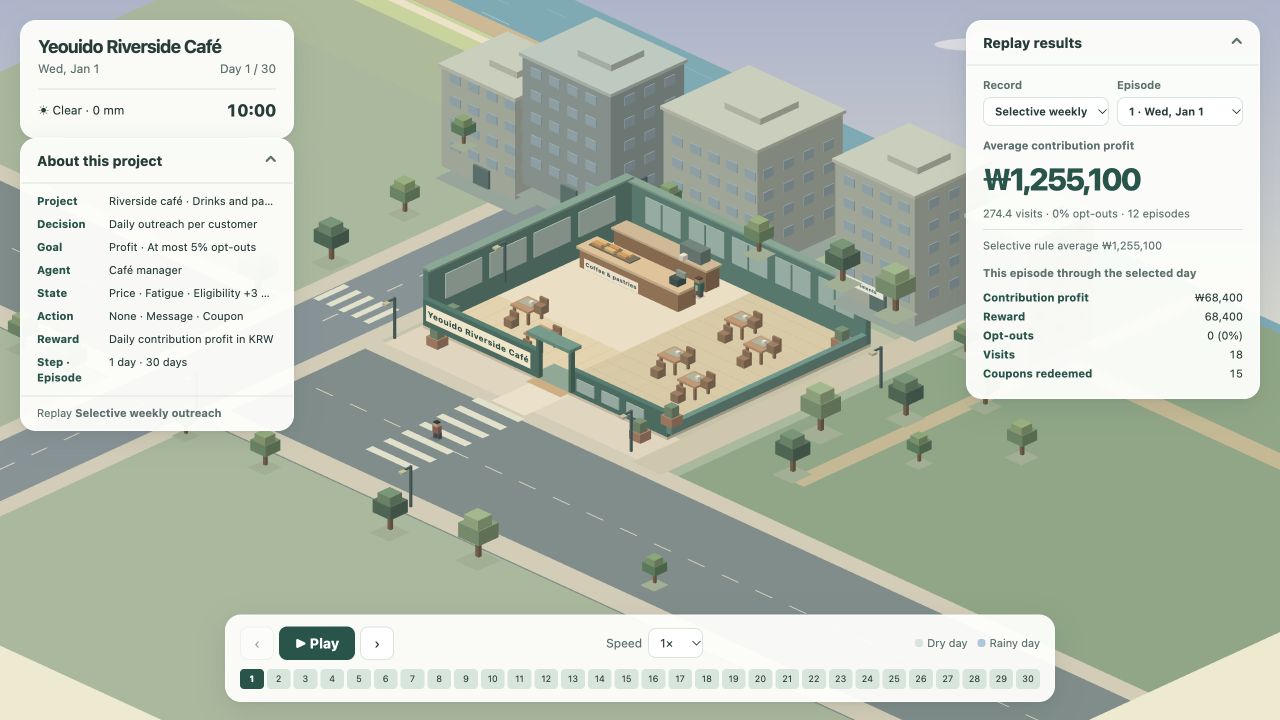 Yeouido Riverside Café
Wed, Jan 1
Day 1 / 30
☀ Clear · 0 mm
10:00
About this project
Project Riverside café · Drinks and pa...
Decision Daily outreach per customer
Goal Profit · At most 5% opt-outs
Agent Café manager
State Price · Fatigue · Eligibility +3 ...
Action None · Message · Coupon
Reward Daily contribution profit in KRW
Step · Episode 1 day · 30 days
Replay Selective weekly outreach
Coffee & pastries
Yeouido Riverside Café
Replay results
Record Episode
Selective weekly 1 · Wed, Jan 1
Average contribution profit
₩1,255,100
274.4 visits · 0% opt-outs · 12 episodes
Selective rule average ₩1,255,100
This episode through the selected day
Contribution profit ₩68,400
Reward 68,400
Opt-outs 0 (0%)
Visits 18
Coupons redeemed 15
‹ ▶ Play ›
Speed 1×
Dry day Rainy day
1 2 3 4 5 6 7 8 9 10 11 12 13 14 15 16 17 18 19 20 21 22 23 24 25 26 27 28 29 30